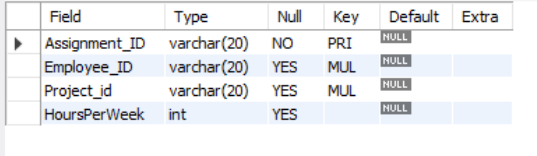 Field Type Null Key Default Extra
Assignment_ID varchar(20) NO PRI NULL
Employee_ID varchar(20) YES MUL NULL
Project_id varchar(20) YES MUL NULL
HoursPerWeek int YES NULL